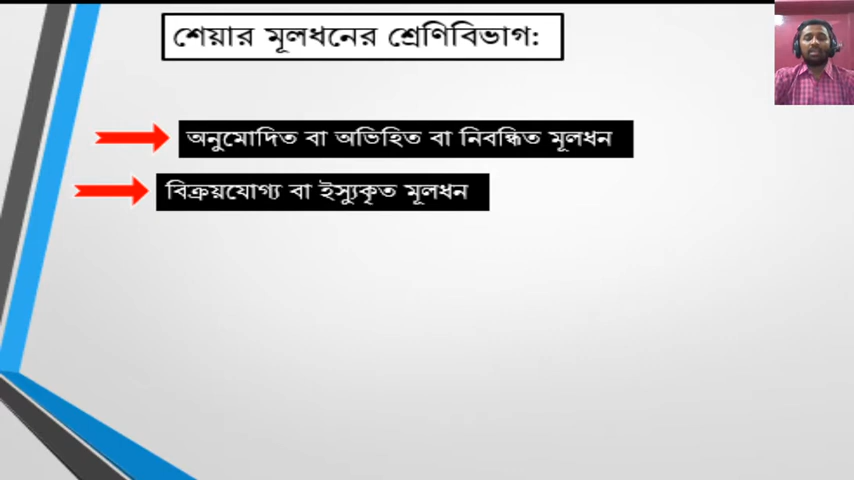 শেয়ার মূলধনের শ্রেণিবিভাগ:
অনুমোদিত বা অভিহিত বা নিবন্ধিত মূলধন
বিক্রয়যোগ্য বা ইস্যুকৃত মূলধন